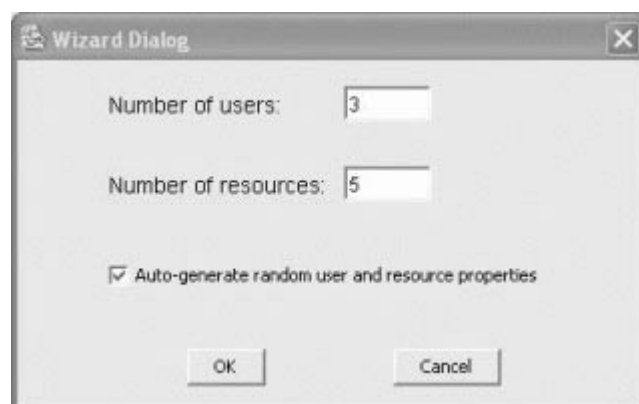 Wizard Dialog
Number of users: 3
Number of resources: 5
Auto-generate random user and resource properties
OK Cancel